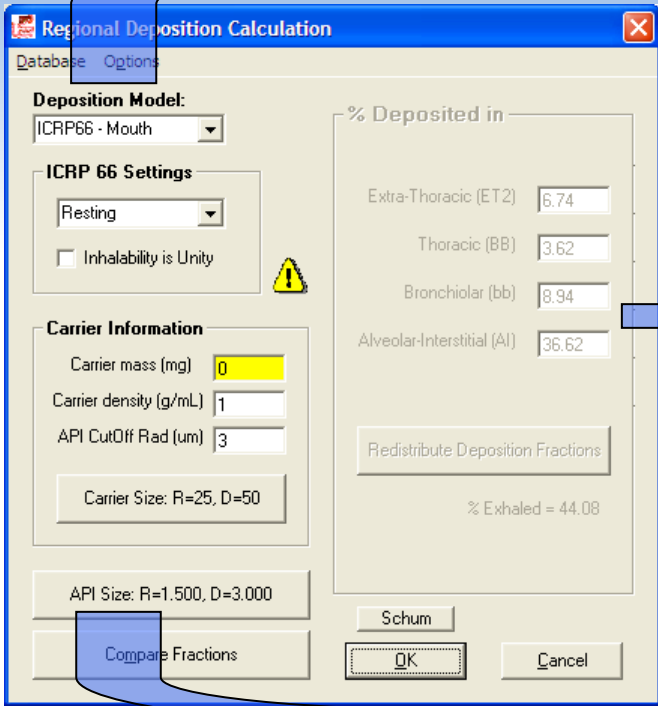 Regional Deposition Calculation
Database Options
Deposition Model:
ICRP66 - Mouth
ICRP 66 Settings
Resting
Inhalability is Unity
Carrier Information
Carrier mass (mg) 0
Carrier density (g/mL) 1
API CutOff Rad (um) 3
Carrier Size: R=25, D=50
API Size: R=1.500, D=3.000
Compare Fractions
% Deposited in
Extra-Thoracic (ET2) 6.74
Thoracic (BB) 3.62
Bronchiolar (bb) 8.94
Alveolar-Interstitial (AI) 36.62
Redistribute Deposition Fractions
% Exhaled = 44.08
Schum
OK Cancel